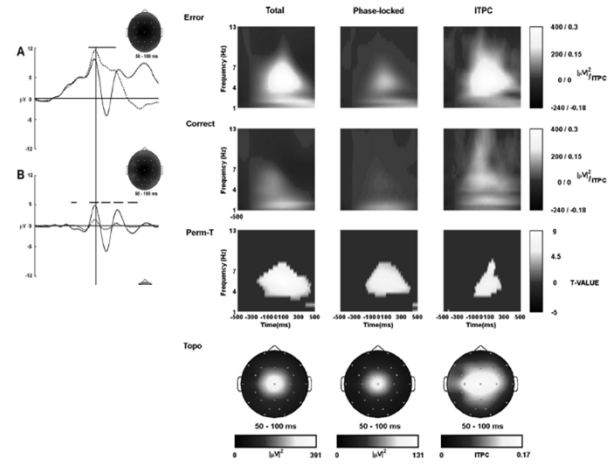 Error
Total
Phase-locked
ITPC
A
50 - 100 ms
12
μV 0
12
Frequency (Hz)
13
7
4
1
400 / 0.3
200 / 0.15
0 / 0
-240 / -0.18
|μV|²/ITPC
Correct
Frequency (Hz)
13
7
4
1
-500
400 / 0.3
200 / 0.15
0 / 0
-240 / -0.18
|μV|²/ITPC
B
50 - 100 ms
12
μV 0
12
Perm-T
Frequency (Hz)
13
7
4
1
-500 -300 -100 100 300 500
-500 -300 -100 100 300 500
-500 -300 -100 100 300 500
Time(ms)
Time(ms)
Time(ms)
9
4.5
-5
T-VALUE
Topo
50 - 100 ms
50 - 100 ms
50 - 100 ms
0 |μV|² 391
0 |μV|² 131
0 ITPC 0.17